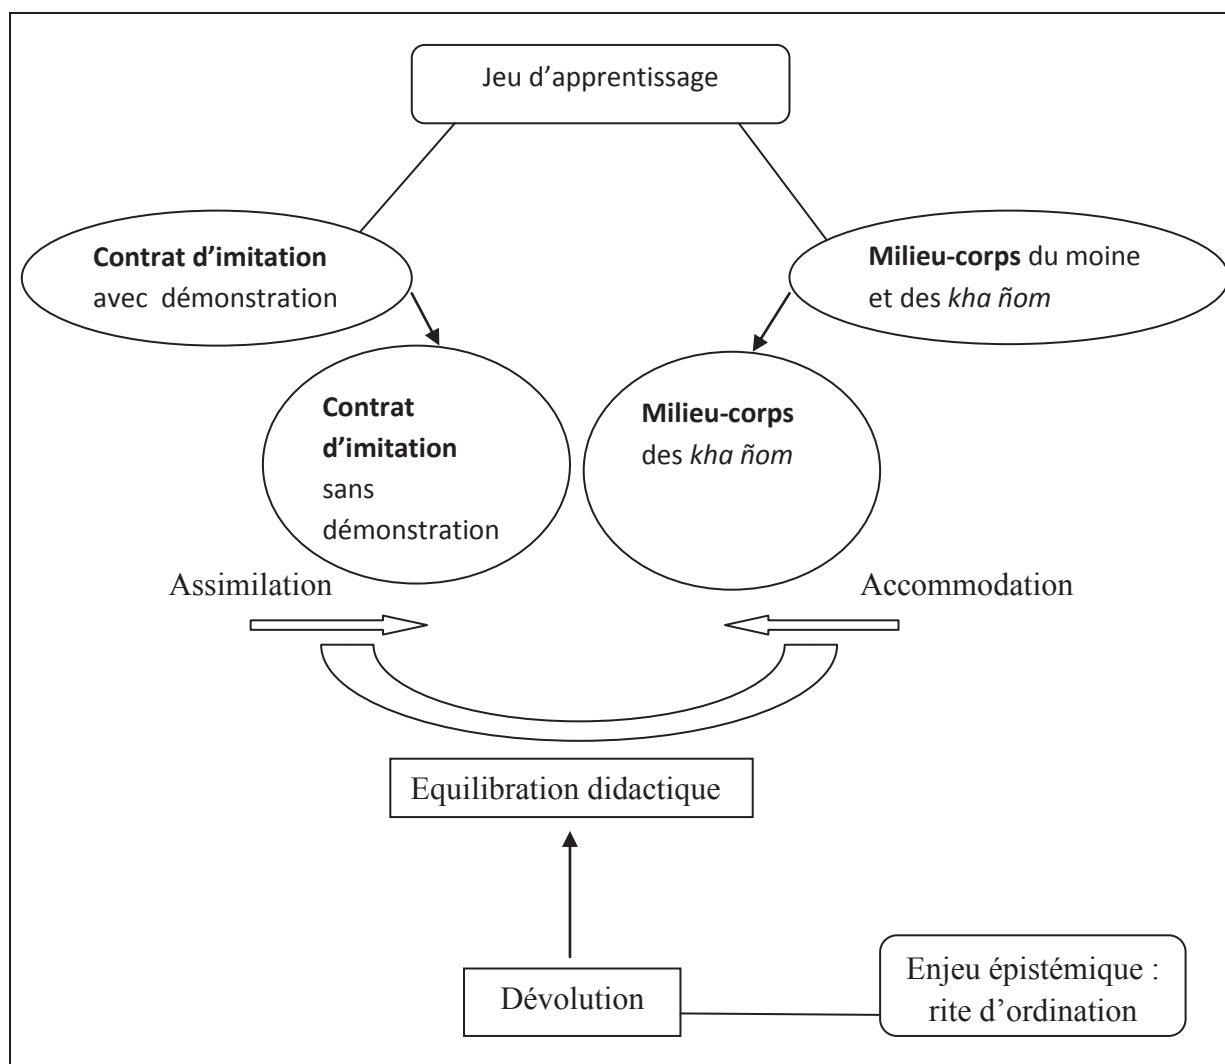 Jeu d’apprentissage
Contrat d’imitation
avec démonstration
Milieu-corps du moine
et des kha ñom
Contrat
d’imitation
sans
démonstration
Milieu-corps
des kha ñom
Assimilation
Accommodation
Equilibration didactique
Dévolution
Enjeu épistémique :
rite d’ordination